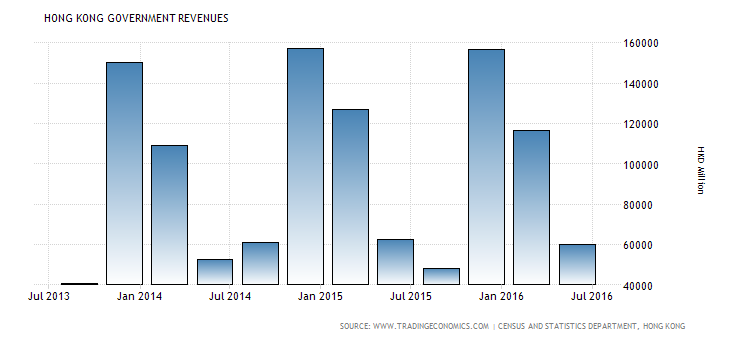 HONG KONG GOVERNMENT REVENUES
160000
140000
120000
100000
80000
60000
40000
HKD Million
Jul 2013 Jan 2014 Jul 2014 Jan 2015 Jul 2015 Jan 2016 Jul 2016
SOURCE: WWW.TRADINGECONOMICS.COM | CENSUS AND STATISTICS DEPARTMENT, HONG KONG